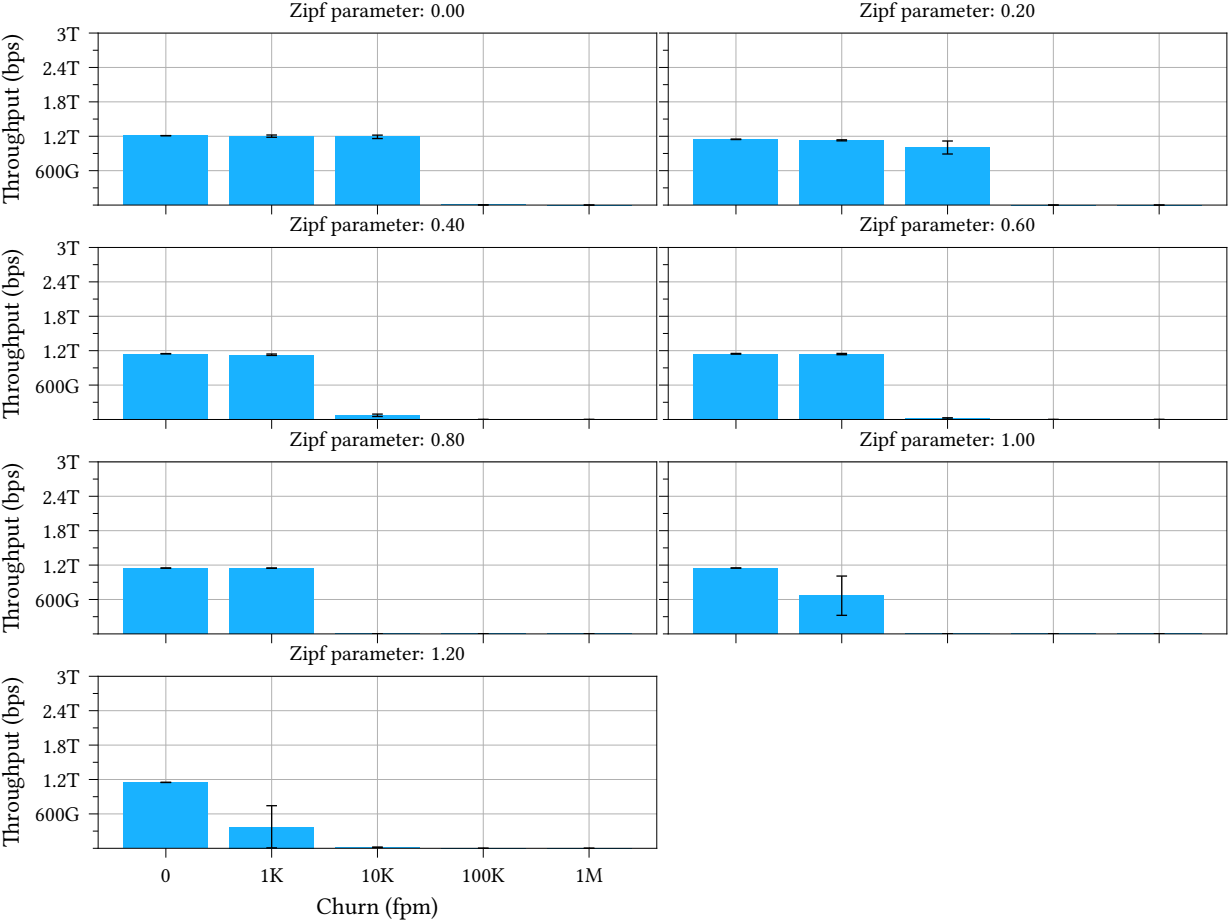 Zipf parameter: 0.00
Zipf parameter: 0.20
Throughput (bps)
3T
2.4T
1.8T
1.2T
600G
Zipf parameter: 0.40
Zipf parameter: 0.60
Throughput (bps)
3T
2.4T
1.8T
1.2T
600G
Zipf parameter: 0.80
Zipf parameter: 1.00
Throughput (bps)
3T
2.4T
1.8T
1.2T
600G
Zipf parameter: 1.20
Throughput (bps)
3T
2.4T
1.8T
1.2T
600G
0 1K 10K 100K 1M
Churn (fpm)